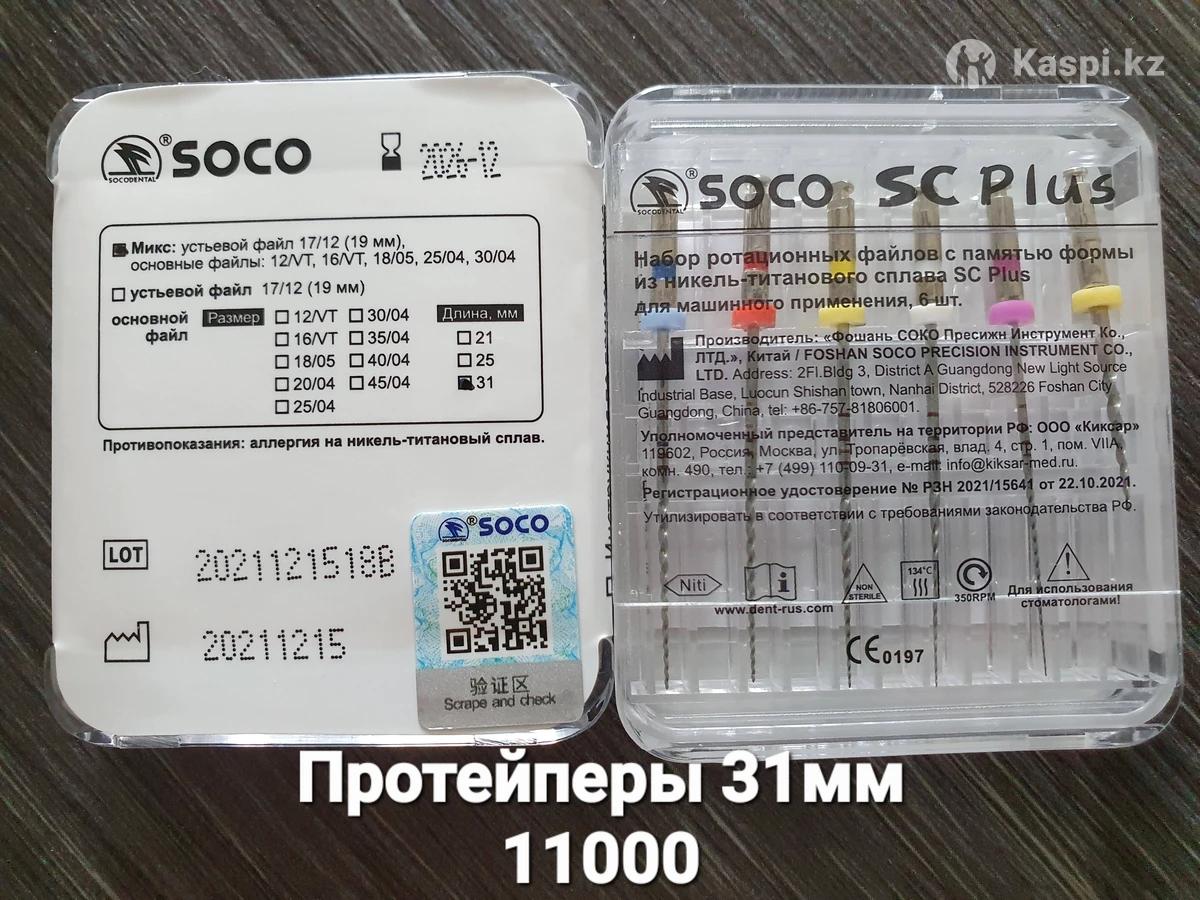 Kaspi.kz
SOCO®
SOCODENTAL
2026-12
Микс: устьевой файл 17/12 (19 мм),
основные файлы: 12/VT, 16/VT, 18/05, 25/04, 30/04
устьевой файл 17/12 (19 мм)
основной файл
Размер
12/VT 30/04
16/VT 35/04
18/05 40/04
20/04 45/04
25/04
Длина, мм
21
25
31
Противопоказания: аллергия на никель-титановый сплав.
LOT
2021121518B
20211215
®SOCO
SOCODENTAL
验证区
Scrape and check
®SOCO SC Plus
SOCODENTAL
Набор ротационных файлов с памятью формы
из никель-титанового сплава SC Plus
для машинного применения, 6 шт.
Производитель: «Фошань СОКО Пресижн Инструмент Ко.,
ЛТД.», Китай / FOSHAN SOCO PRECISION INSTRUMENT CO.,
LTD. Address: 2Fl.Bldg 3, District A Guangdong New Light Source
Industrial Base, Luocun Shishan town, Nanhai District, 528226 Foshan City
Guangdong, China, tel: +86-757-81806001.
Уполномоченный представитель на территории РФ: ООО «Киксар»
119602, Россия, Москва, ул. Тропарёвская, влад. 4, стр. 1, пом. VIIA,
комн. 490, тел.: +7 (499) 110-09-31, e-mail: info@kiksar-med.ru.
Регистрационное удостоверение № РЗН 2021/15641 от 22.10.2021.
Утилизировать в соответствии с требованиями законодательства РФ.
Niti
NON
STERILE
134°C
350RPM
Для использования
стоматологами!
www.dent-rus.com
CE0197
Протейперы 31мм
11000